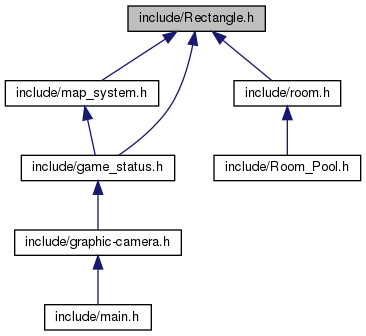 include/Rectangle.h
include/map_system.h
include/room.h
include/game_status.h
include/Room_Pool.h
include/graphic-camera.h
include/main.h